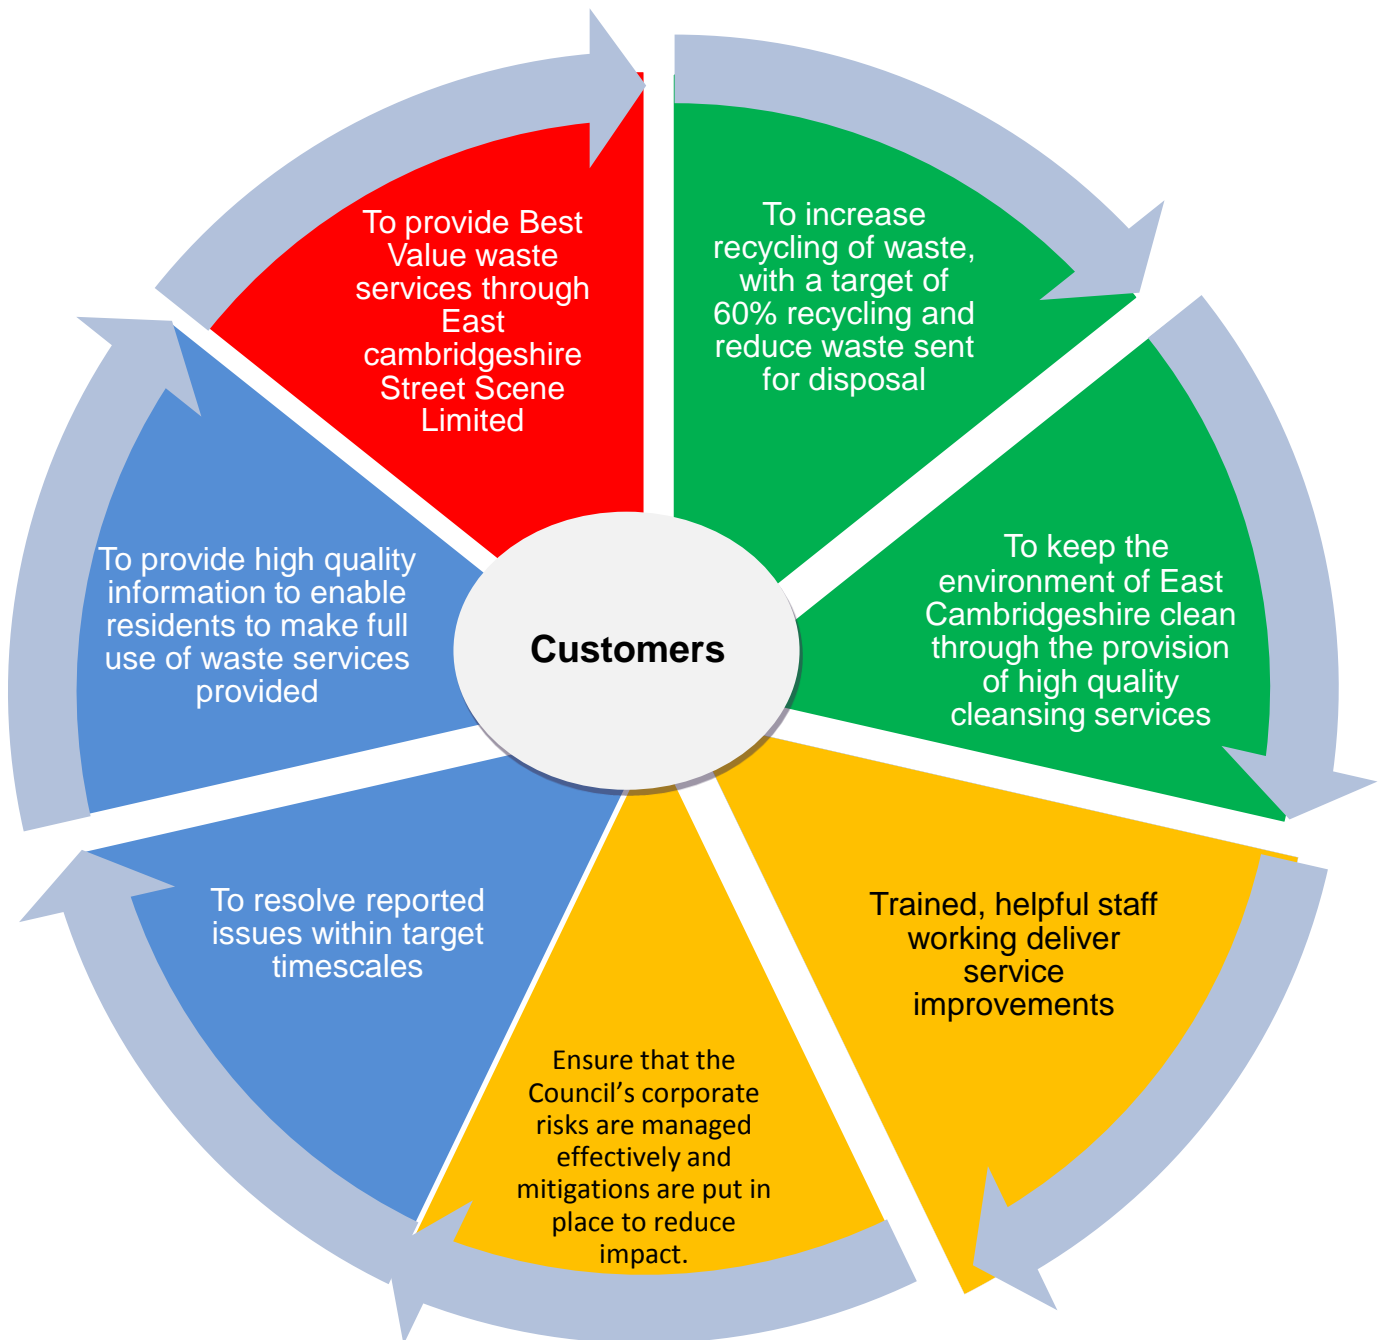 To provide Best
Value waste
services through
East
cambridgeshire
Street Scene
Limited
To increase
recycling of waste,
with a target of
60% recycling and
reduce waste sent
for disposal
To keep the
environment of East
Cambridgeshire clean
through the provision
of high quality
cleansing services
Trained, helpful staff
working deliver
service
improvements
Ensure that the
Council’s corporate
risks are managed
effectively and
mitigations are put in
place to reduce
impact.
To resolve reported
issues within target
timescales
To provide high quality
information to enable
residents to make full
use of waste services
provided
Customers